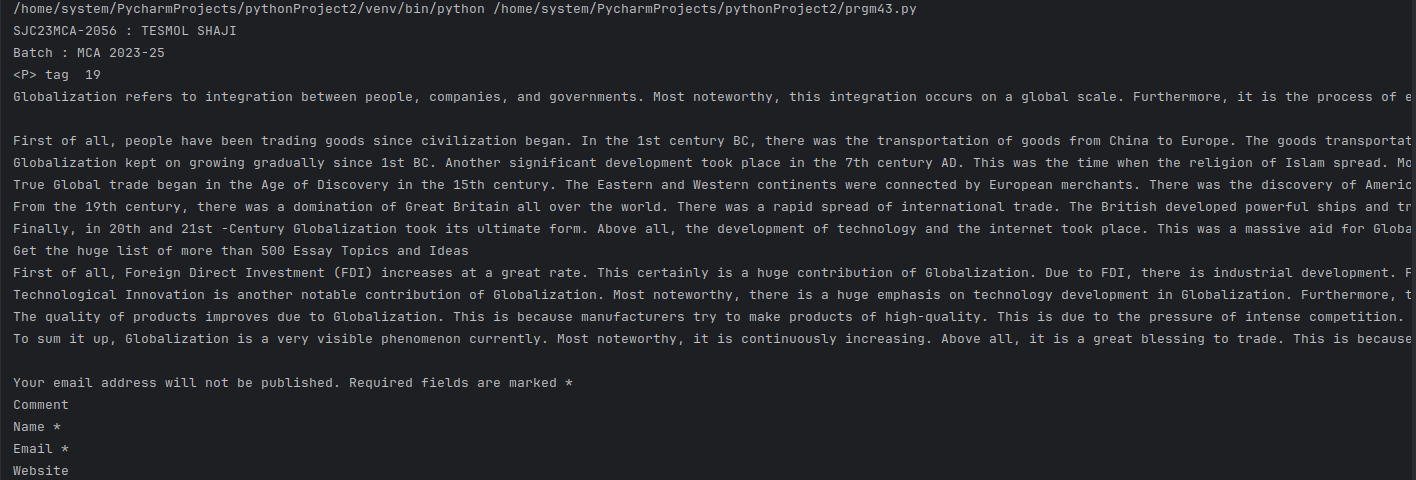 /home/system/PycharmProjects/pythonProject2/venv/bin/python /home/system/PycharmProjects/pythonProject2/prgm43.py
SJC23MCA-2056 : TESMOL SHAJI
Batch : MCA 2023-25
<P> tag  19
Globalization refers to integration between people, companies, and governments. Most noteworthy, this integration occurs on a global scale. Furthermore, it is the process of e
First of all, people have been trading goods since civilization began. In the 1st century BC, there was the transportation of goods from China to Europe. The goods transportat
Globalization kept on growing gradually since 1st BC. Another significant development took place in the 7th century AD. This was the time when the religion of Islam spread. Mo
True Global trade began in the Age of Discovery in the 15th century. The Eastern and Western continents were connected by European merchants. There was the discovery of Americ
From the 19th century, there was a domination of Great Britain all over the world. There was a rapid spread of international trade. The British developed powerful ships and tr
Finally, in 20th and 21st -Century Globalization took its ultimate form. Above all, the development of technology and the internet took place. This was a massive aid for Globa
Get the huge list of more than 500 Essay Topics and Ideas
First of all, Foreign Direct Investment (FDI) increases at a great rate. This certainly is a huge contribution of Globalization. Due to FDI, there is industrial development. F
Technological Innovation is another notable contribution of Globalization. Most noteworthy, there is a huge emphasis on technology development in Globalization. Furthermore, t
The quality of products improves due to Globalization. This is because manufacturers try to make products of high-quality. This is due to the pressure of intense competition.
To sum it up, Globalization is a very visible phenomenon currently. Most noteworthy, it is continuously increasing. Above all, it is a great blessing to trade. This is because
Your email address will not be published. Required fields are marked *
Comment
Name *
Email *
Website